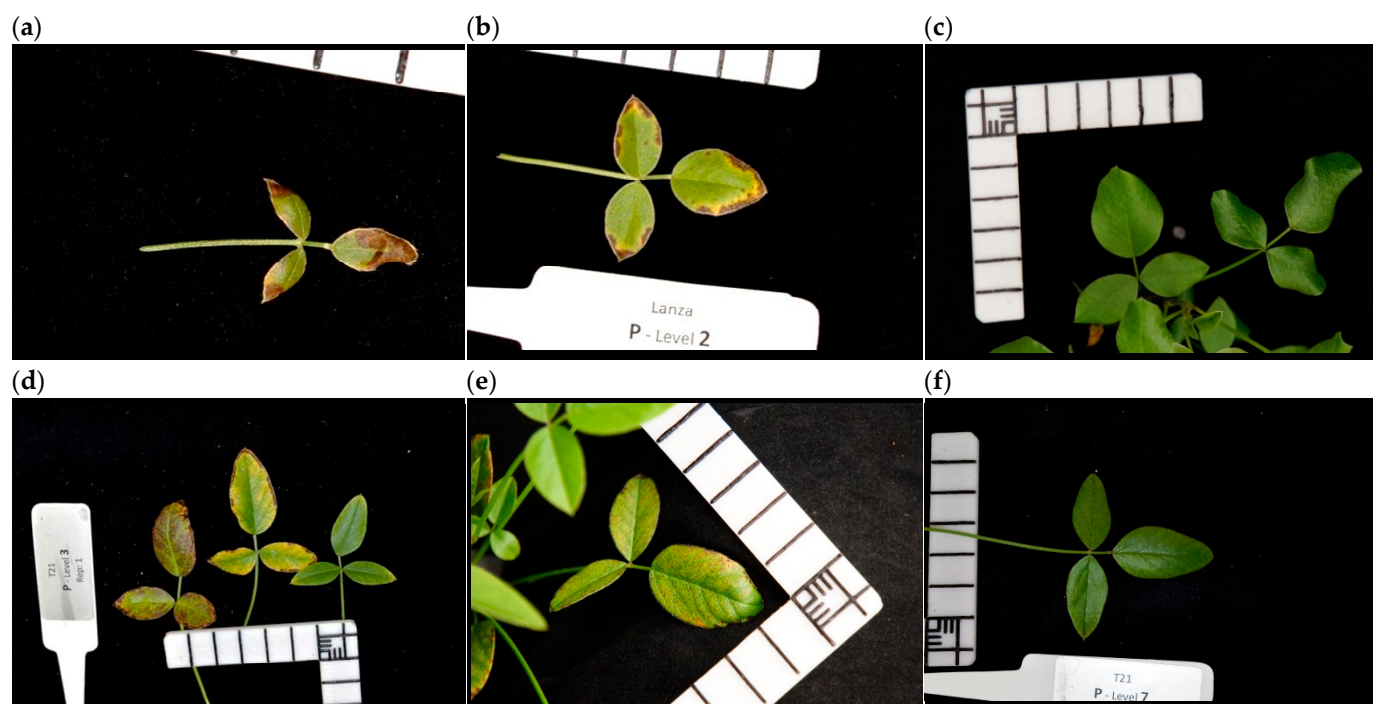 (a)
(b)
(c)
Lanza
P - Level 2
(d)
(e)
(f)
T21
P - Level 3
Rep: 1
T21
P - Level 7